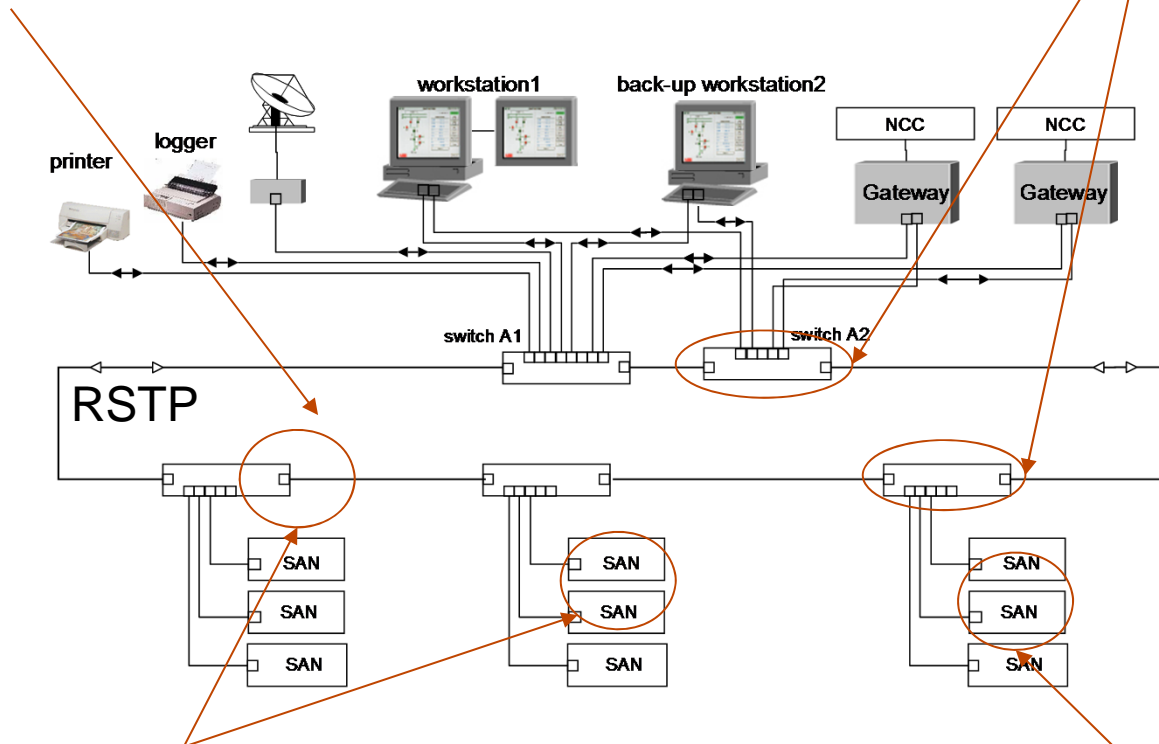 workstation1
back-up workstation2
NCC
NCC
logger
printer
Gateway
Gateway
switch A1
switch A2
RSTP
SAN
SAN
SAN
SAN
SAN
SAN
SAN
SAN
SAN